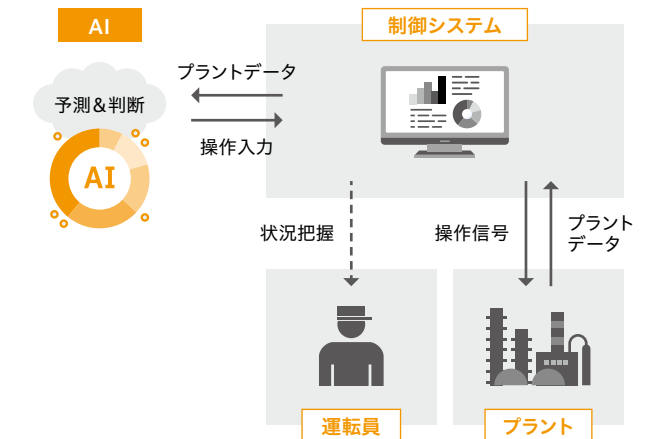 AI
制御システム
プラントデータ
予測&判断
操作入力
AI
状況把握
操作信号
プラント
データ
運転員
プラント